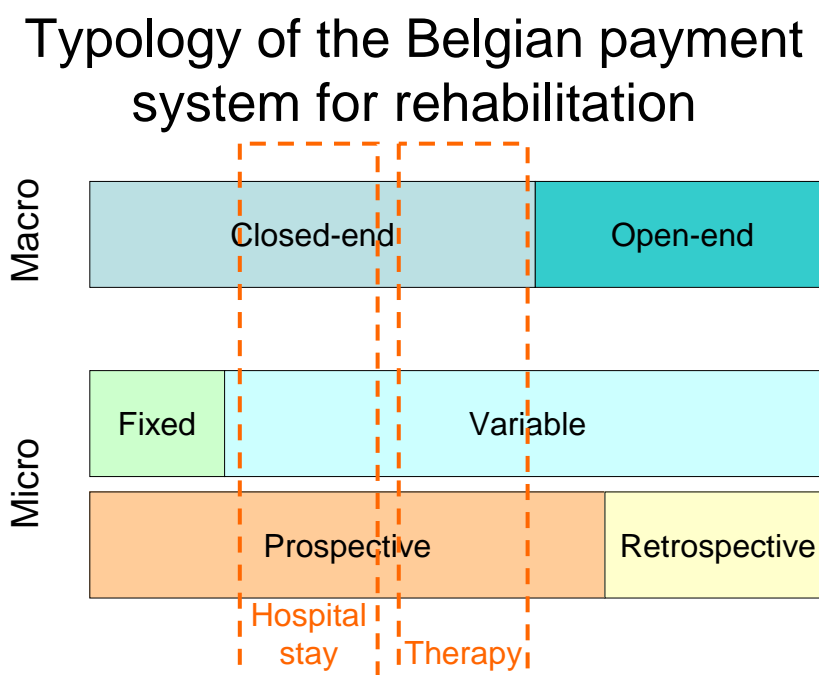 Typology of the Belgian payment
system for rehabilitation
Macro
Closed-end
Open-end
Micro
Fixed
Variable
Prospective
Retrospective
Hospital
stay
Therapy